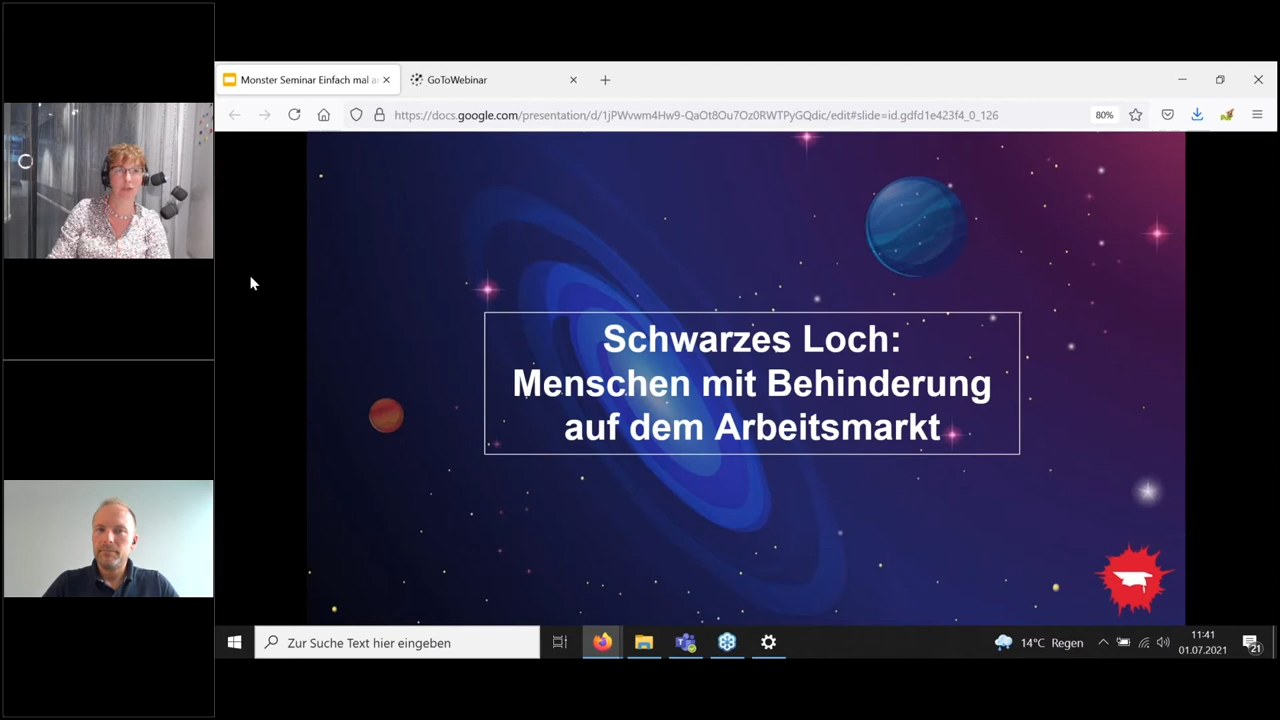 Monster Seminar Einfach mal a
GoToWebinar
https://docs.google.com/presentation/d/1jPWvwm4Hw9-QaOt8Ou7Oz0RWTPyGQdic/edit#slide=id.gdfd1e423f4_0_126
80%
Schwarzes Loch:
Menschen mit Behinderung
auf dem Arbeitsmarkt
Zur Suche Text hier eingeben
14°C Regen
11:41
01.07.2021
21